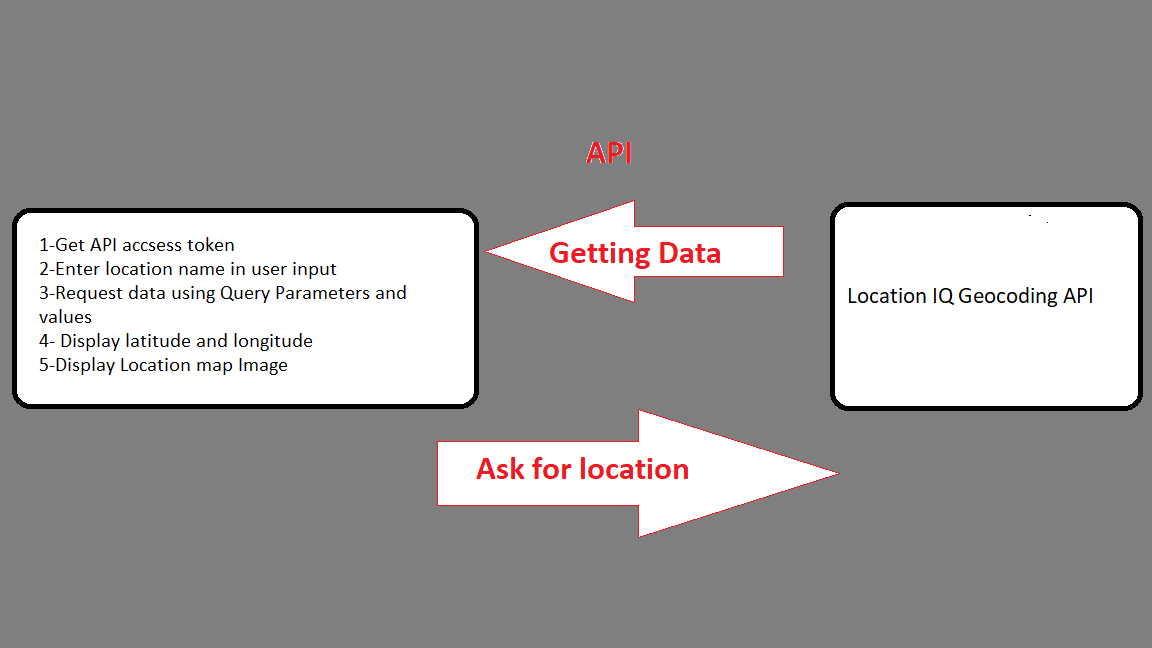 API
1-Get API accsess token
2-Enter location name in user input
3-Request data using Query Parameters and
values
4- Display latitude and longitude
5-Display Location map Image
Getting Data
Location IQ Geocoding API
Ask for location